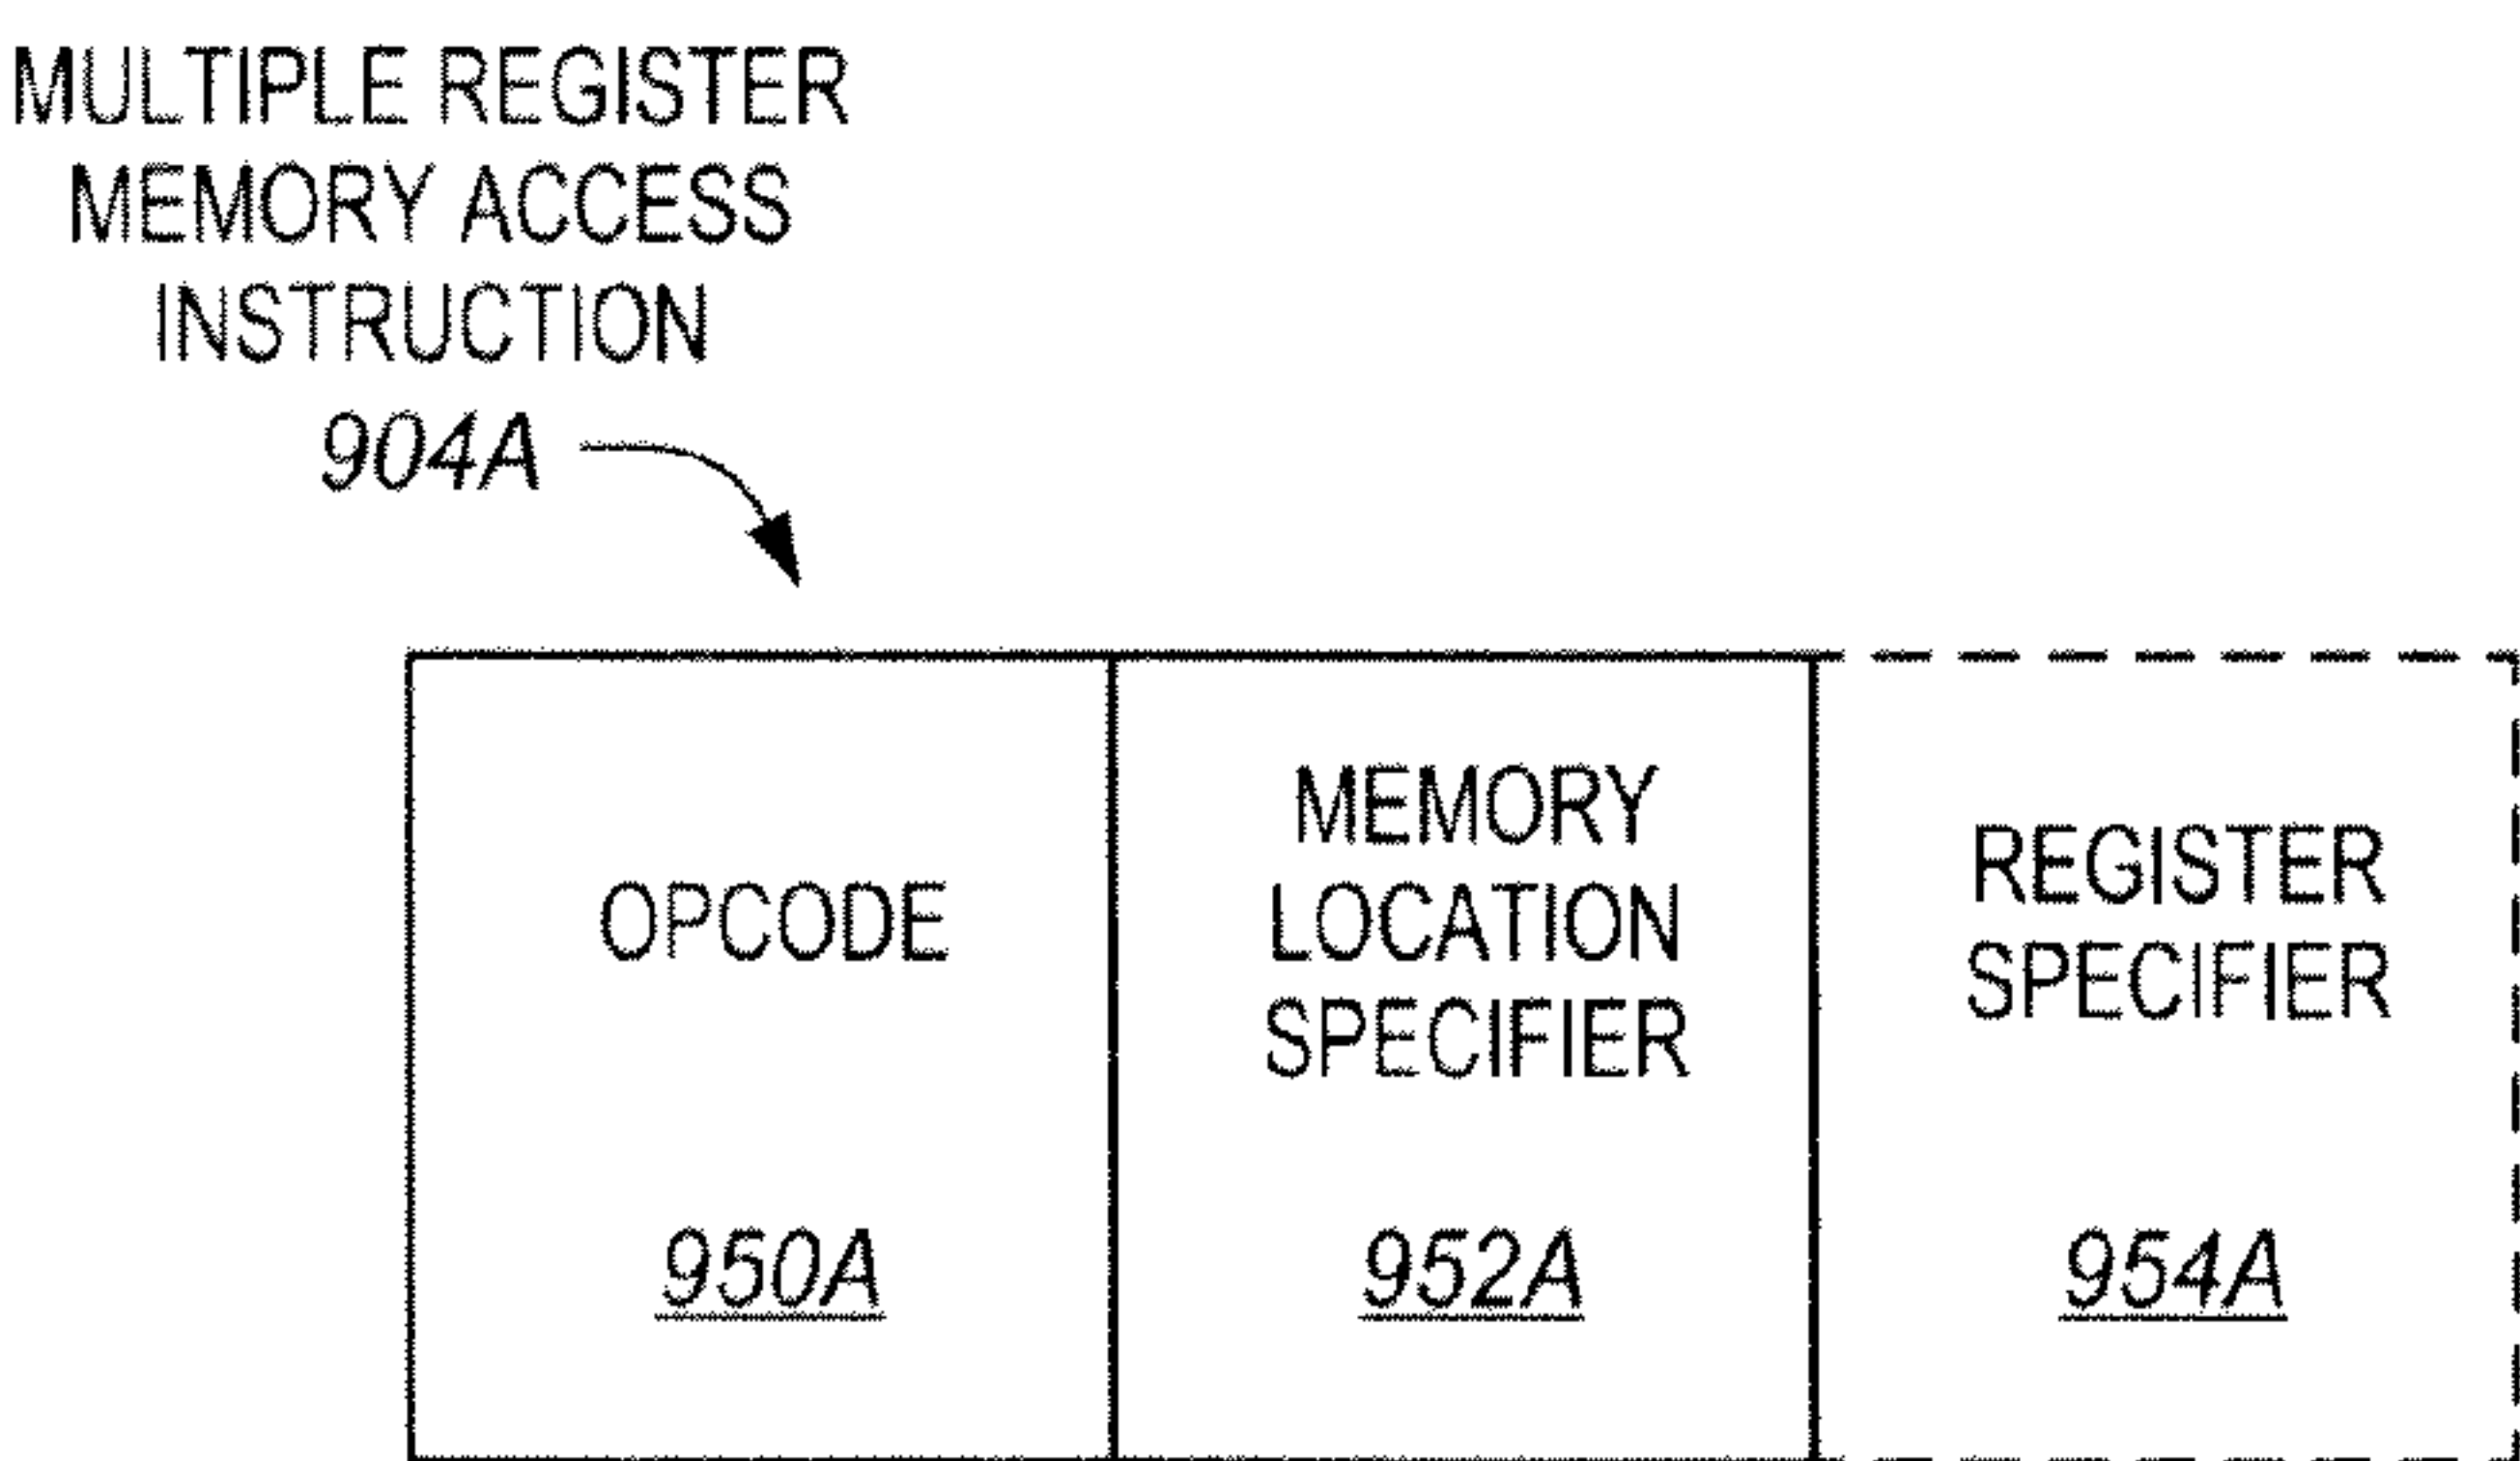 MULTIPLE REGISTER
MEMORY ACCESS
INSTRUCTION
904A
OPCODE
950A
MEMORY
LOCATION
SPECIFIER
952A
REGISTER
SPECIFIER
954A